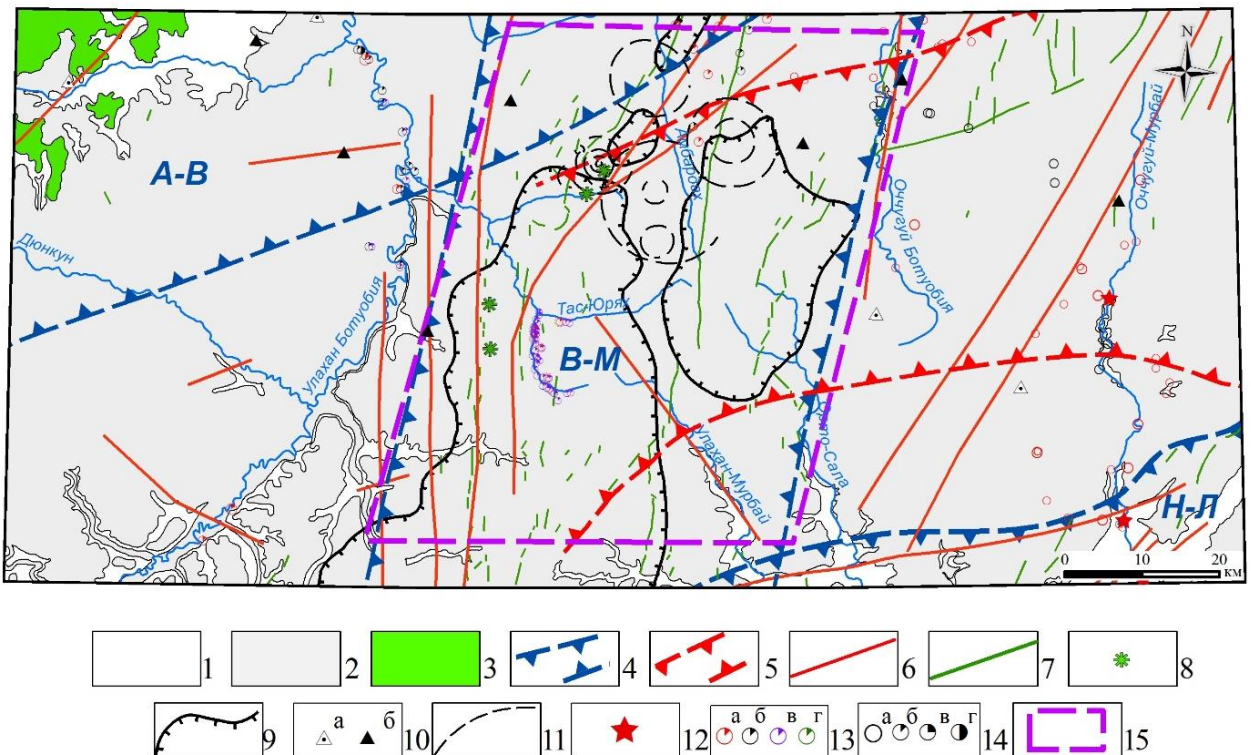 N
А-В
Дюнкун
Улахан Ботуобия
Тас-Юрях
В-М
Улахан-Мурбай
Оччугуй Ботуобия
Оччугуй-Мурбай
Н-Л
0 10 20
км
1 2 3 4 5 6 7 8
9 а б 10 11 12 а б в г 13 а б в г 14 15